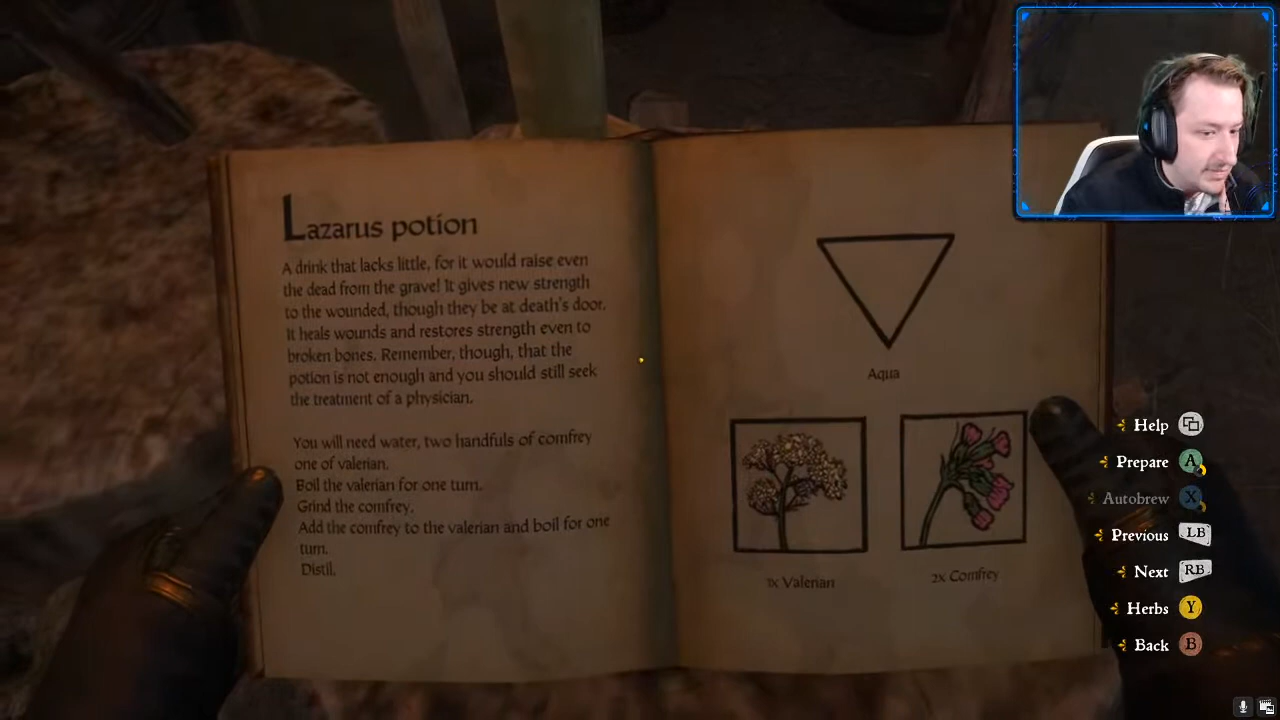 Lazarus potion
A drink that lacks little, for it would raise even
the dead from the grave! It gives new strength
to the wounded, though they be at death's door.
It heals wounds and restores strength even to
broken bones. Remember, though, that the
potion is not enough and you should still seek
the treatment of a physician.
You will need water, two handfuls of comfrey
one of valerian.
Boil the valerian for one turn.
Grind the comfrey.
Add the comfrey to the valerian and boil for one
turn.
Distil.
Aqua
1x Valerian
2x Comfrey
Help
Prepare A
Autobrew X
Previous LB
Next RB
Herbs Y
Back B